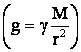 (g = γ M/r²)